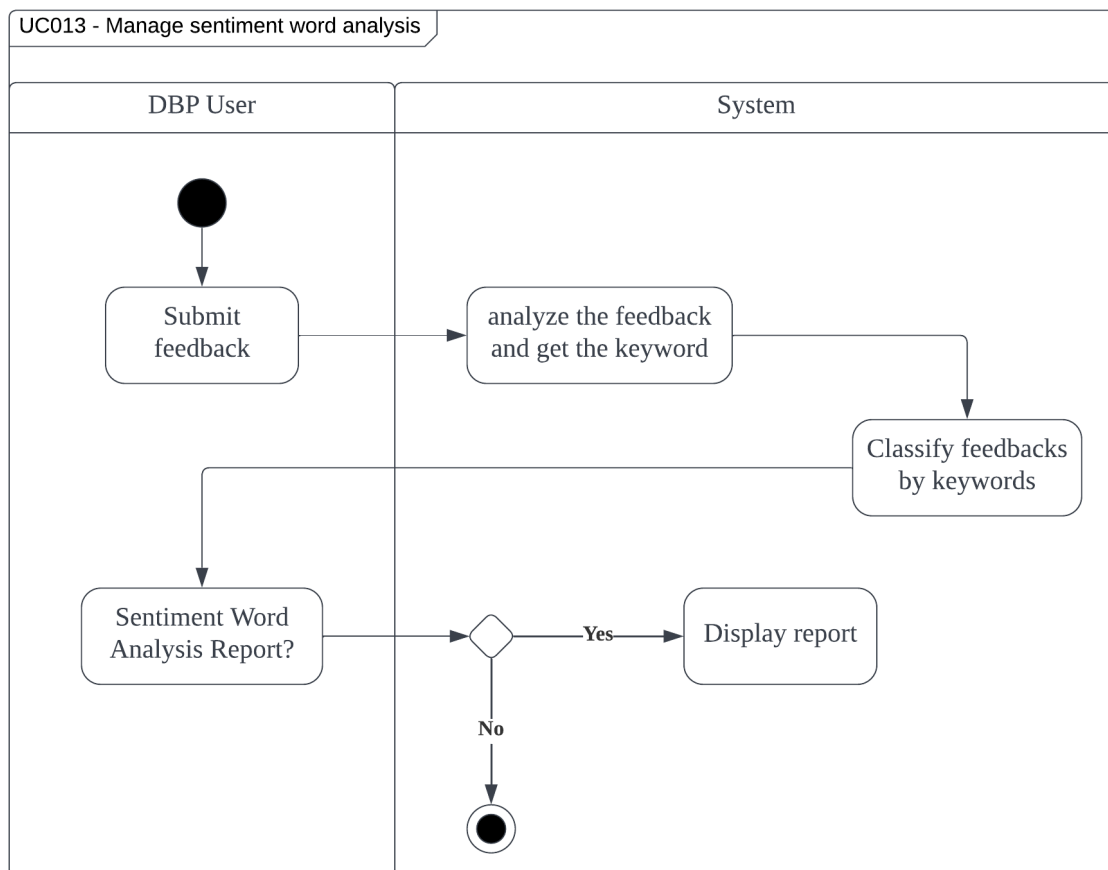 UC013 - Manage sentiment word analysis
DBP User
System
Submit
feedback
analyze the feedback
and get the keyword
Classify feedbacks
by keywords
Sentiment Word
Analysis Report?
Yes
Display report
No